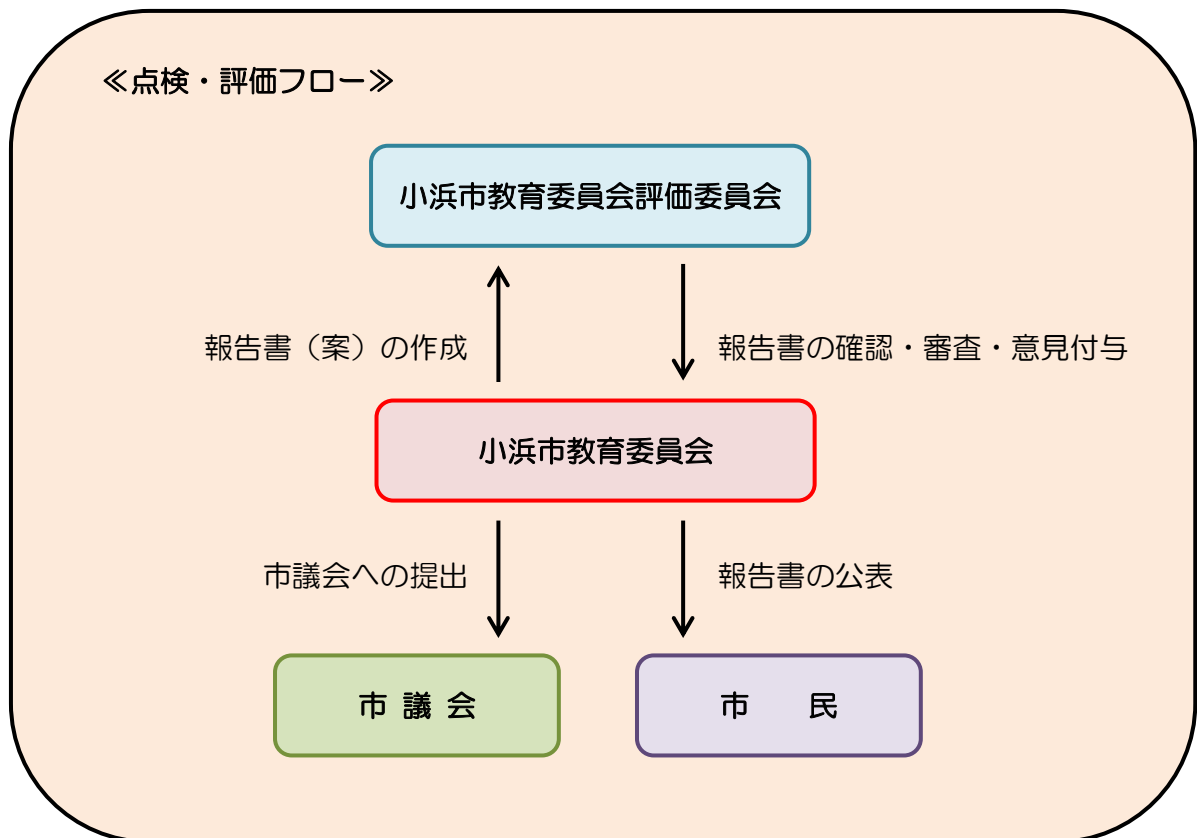 ≪点検・評価フロー≫
小浜市教育委員会評価委員会
報告書（案）の作成
報告書の確認・審査・意見付与
小浜市教育委員会
市議会への提出
報告書の公表
市 議 会
市　　民